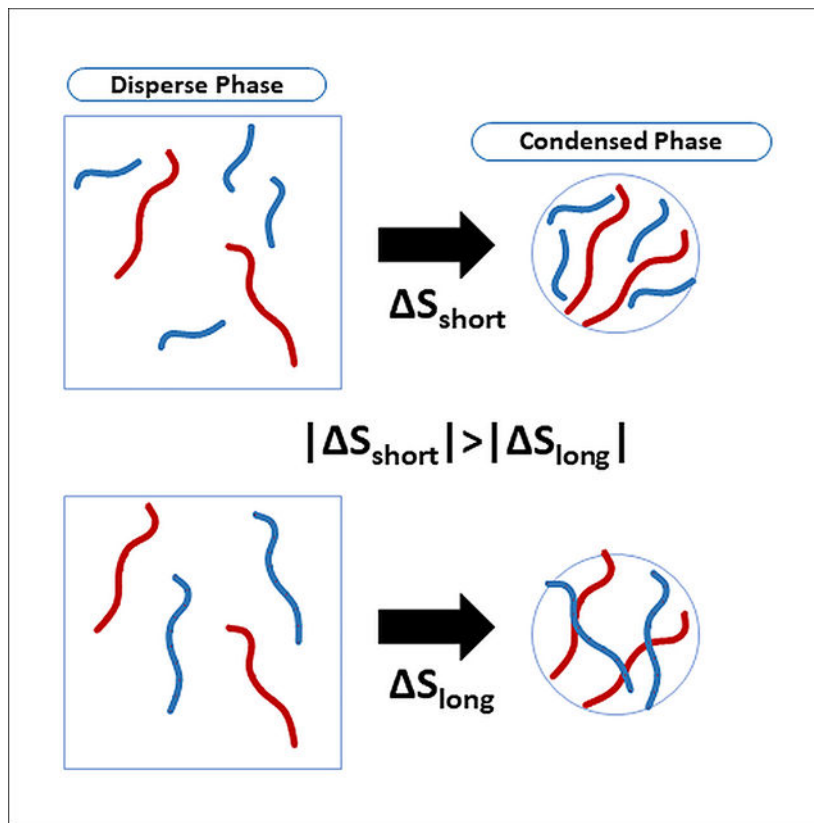 Disperse Phase
Condensed Phase
ΔSshort
|ΔSshort|>|ΔSlong|
ΔSlong